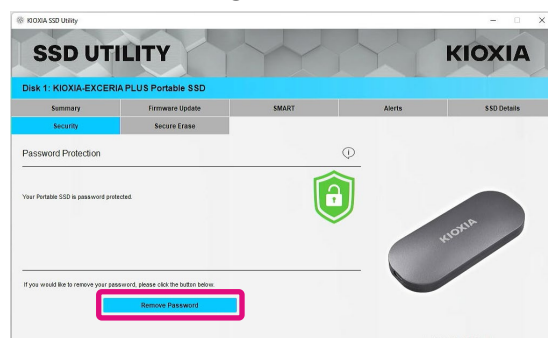 KIOXIA SSD Utility
SSD UTILITY
KIOXIA
Disk 1: KIOXIA-EXCERIA PLUS Portable SSD
Summary
Firmware Update
SMART
Alerts
SSD Details
Security
Secure Erase
Password Protection
i
Your Portable SSD is password protected.
KIOXIA
If you would like to remove your password, please click the button below.
Remove Password